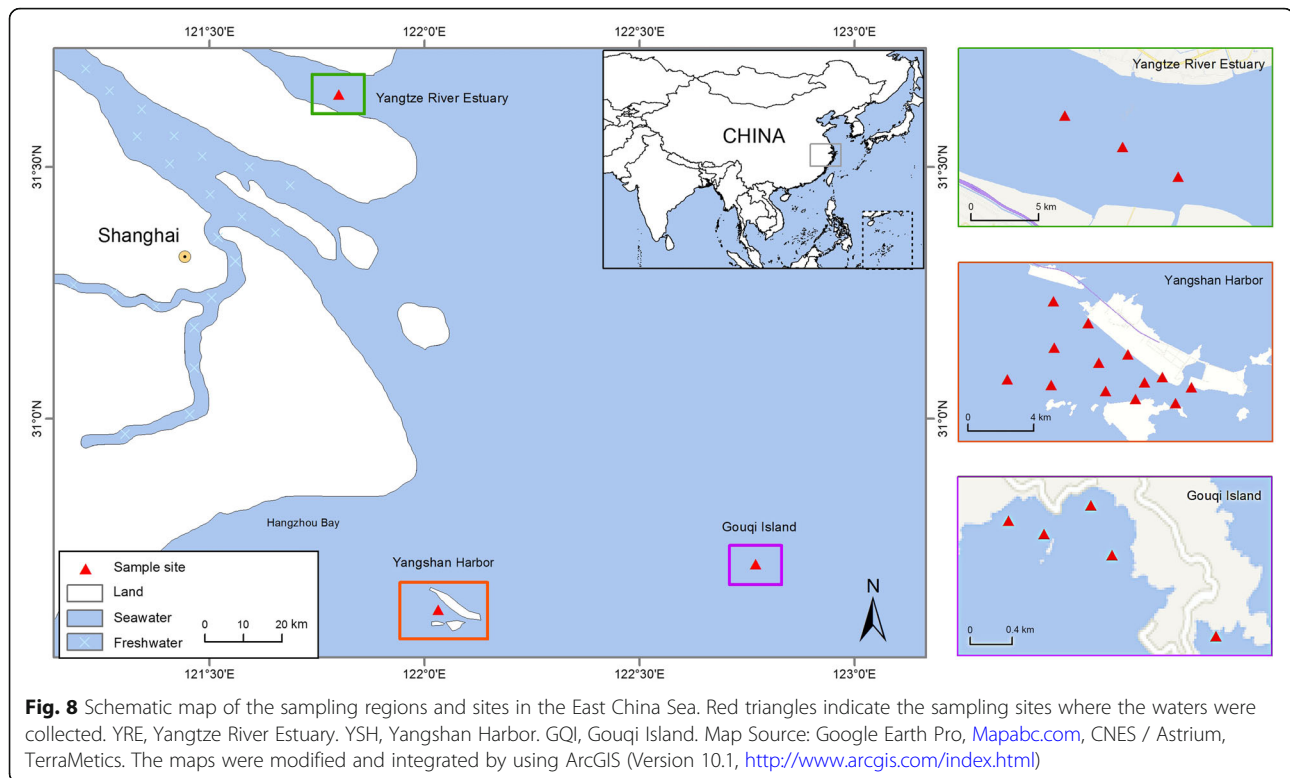 121°30'E
122°0'E
122°30'E
123°0'E
31°30'N
31°0'N
Yangtze River Estuary
Shanghai
CHINA
Hangzhou Bay
Yangshan Harbor
Gouqi Island
N
Sample site
Land
Seawater
Freshwater
0 10 20 km
121°30'E
122°0'E
122°30'E
123°0'E
31°30'N
31°0'N
Yangtze River Estuary
0 5 km
Yangshan Harbor
0 4 km
Gouqi Island
0 0.4 km
Fig. 8 Schematic map of the sampling regions and sites in the East China Sea. Red triangles indicate the sampling sites where the waters were
collected. YRE, Yangtze River Estuary. YSH, Yangshan Harbor. GQI, Gouqi Island. Map Source: Google Earth Pro, Mapabc.com, CNES / Astrium,
TerraMetics. The maps were modified and integrated by using ArcGIS (Version 10.1, http://www.arcgis.com/index.html)